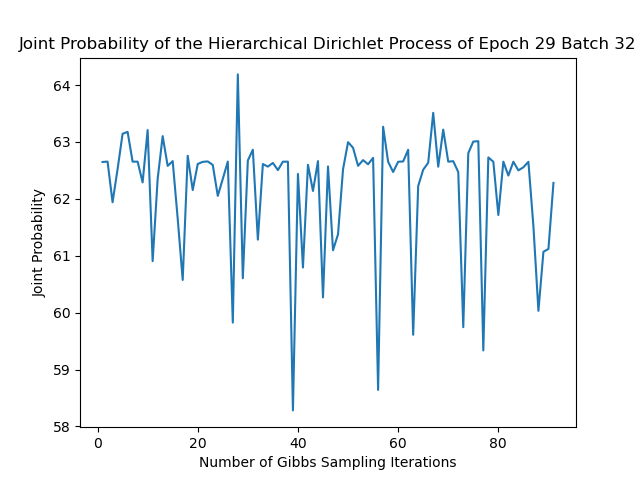 Joint Probability of the Hierarchical Dirichlet Process of Epoch 29 Batch 32
64
63
62
61
60
59
58
Joint Probability
0 20 40 60 80
Number of Gibbs Sampling Iterations